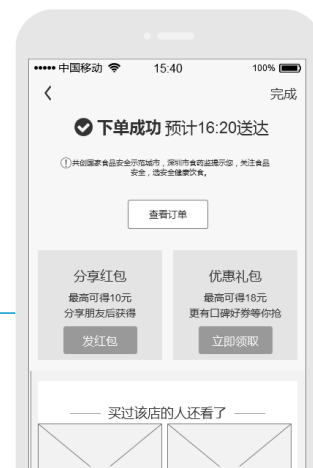 中国移动 15:40 100%
完成
下单成功 预计16:20送达
共创国家食品安全示范城市，深圳市食药监提示您，关注食品
安全，选安全健康饮食。
查看订单
分享红包 优惠礼包
最高可得10元 最高可得18元
分享朋友后获得 更有口碑好券等你抢
发红包 立即领取
买过该店的人还看了